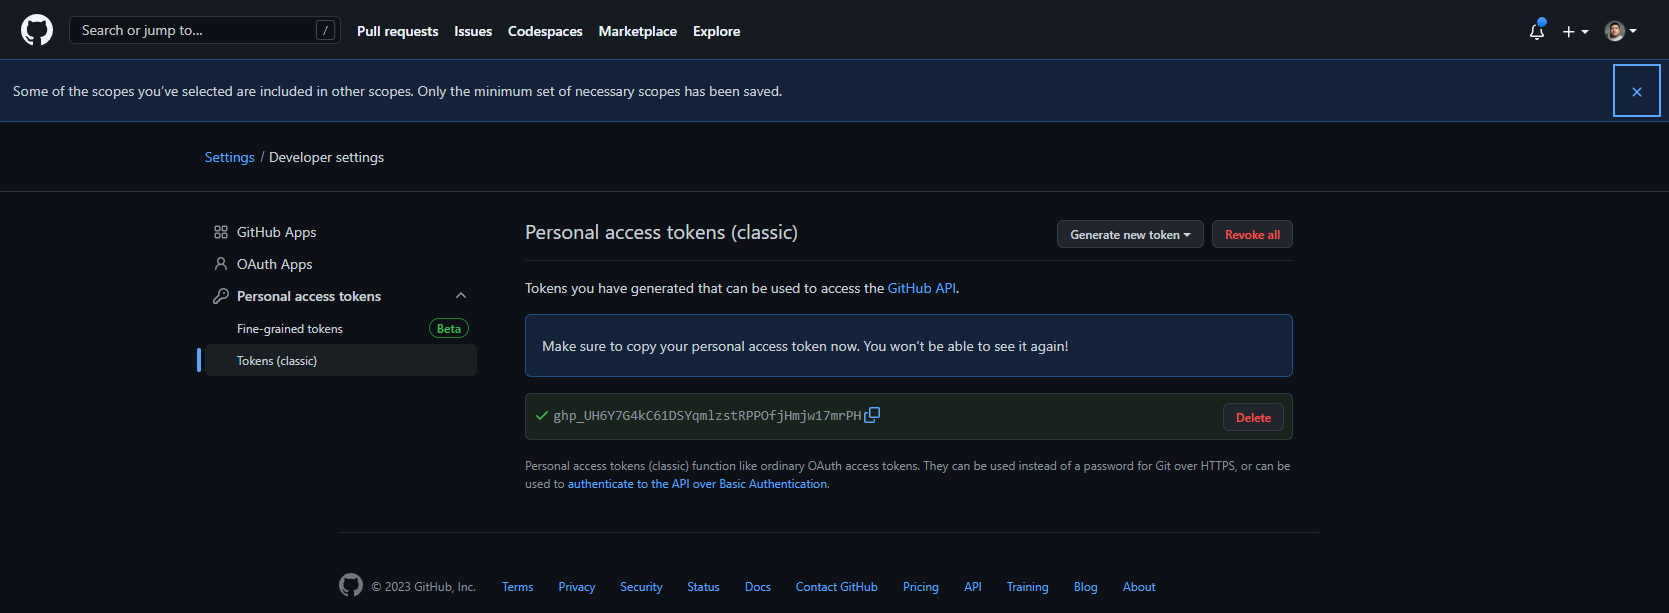 Search or jump to... /
Pull requests Issues Codespaces Marketplace Explore
Some of the scopes you’ve selected are included in other scopes. Only the minimum set of necessary scopes has been saved.
Settings / Developer settings
GitHub Apps
OAuth Apps
Personal access tokens
Fine-grained tokens Beta
Tokens (classic)
Personal access tokens (classic)
Generate new token
Revoke all
Tokens you have generated that can be used to access the GitHub API.
Make sure to copy your personal access token now. You won’t be able to see it again!
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
Delete
Personal access tokens (classic) function like ordinary OAuth access tokens. They can be used instead of a password for Git over HTTPS, or can be
used to authenticate to the API over Basic Authentication.
© 2023 GitHub, Inc. Terms Privacy Security Status Docs Contact GitHub Pricing API Training Blog About